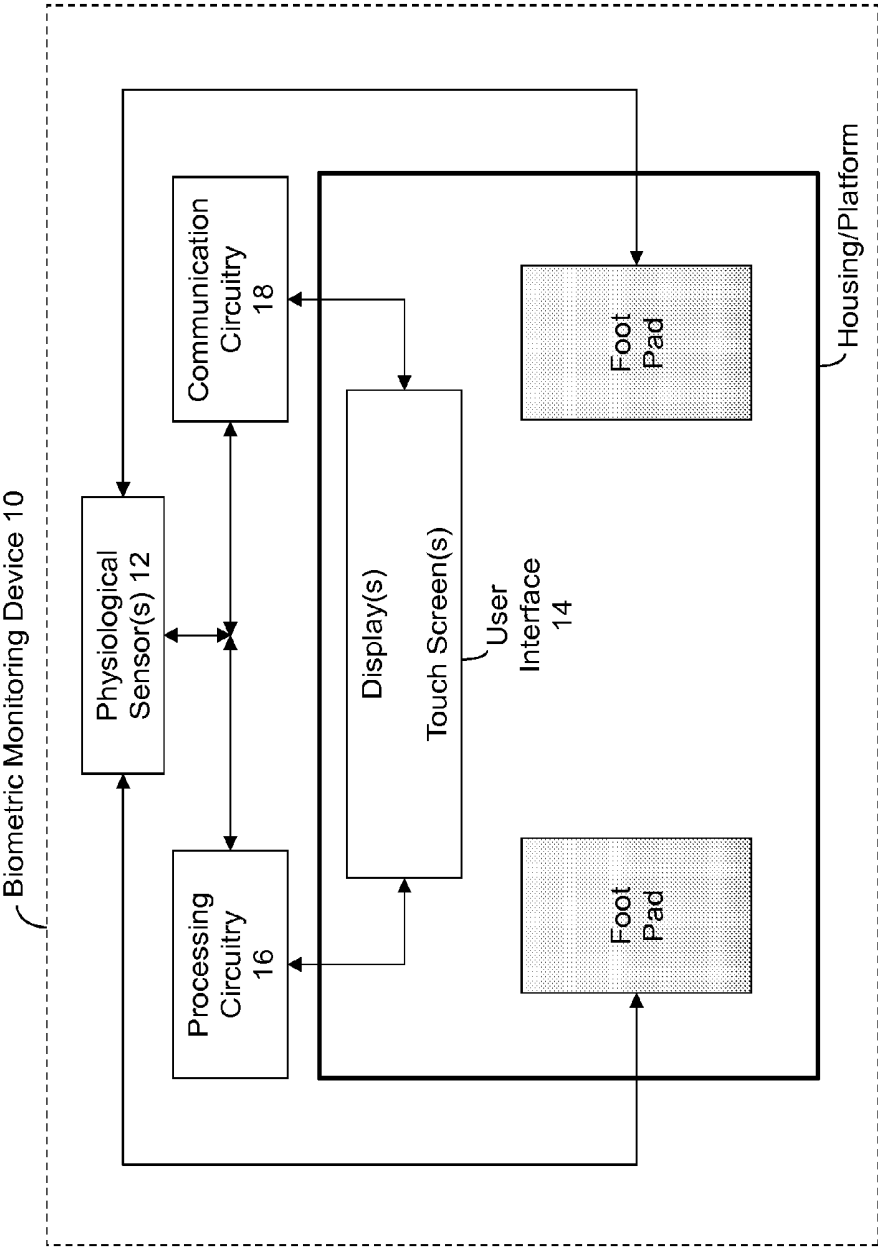 Biometric Monitoring Device 10
Physiological
Sensor(s) 12
Processing
Circuitry
16
Communication
Circuitry
18
Display(s)
Touch Screen(s)
User
Interface
14
Foot
Pad
Foot
Pad
Housing/Platform